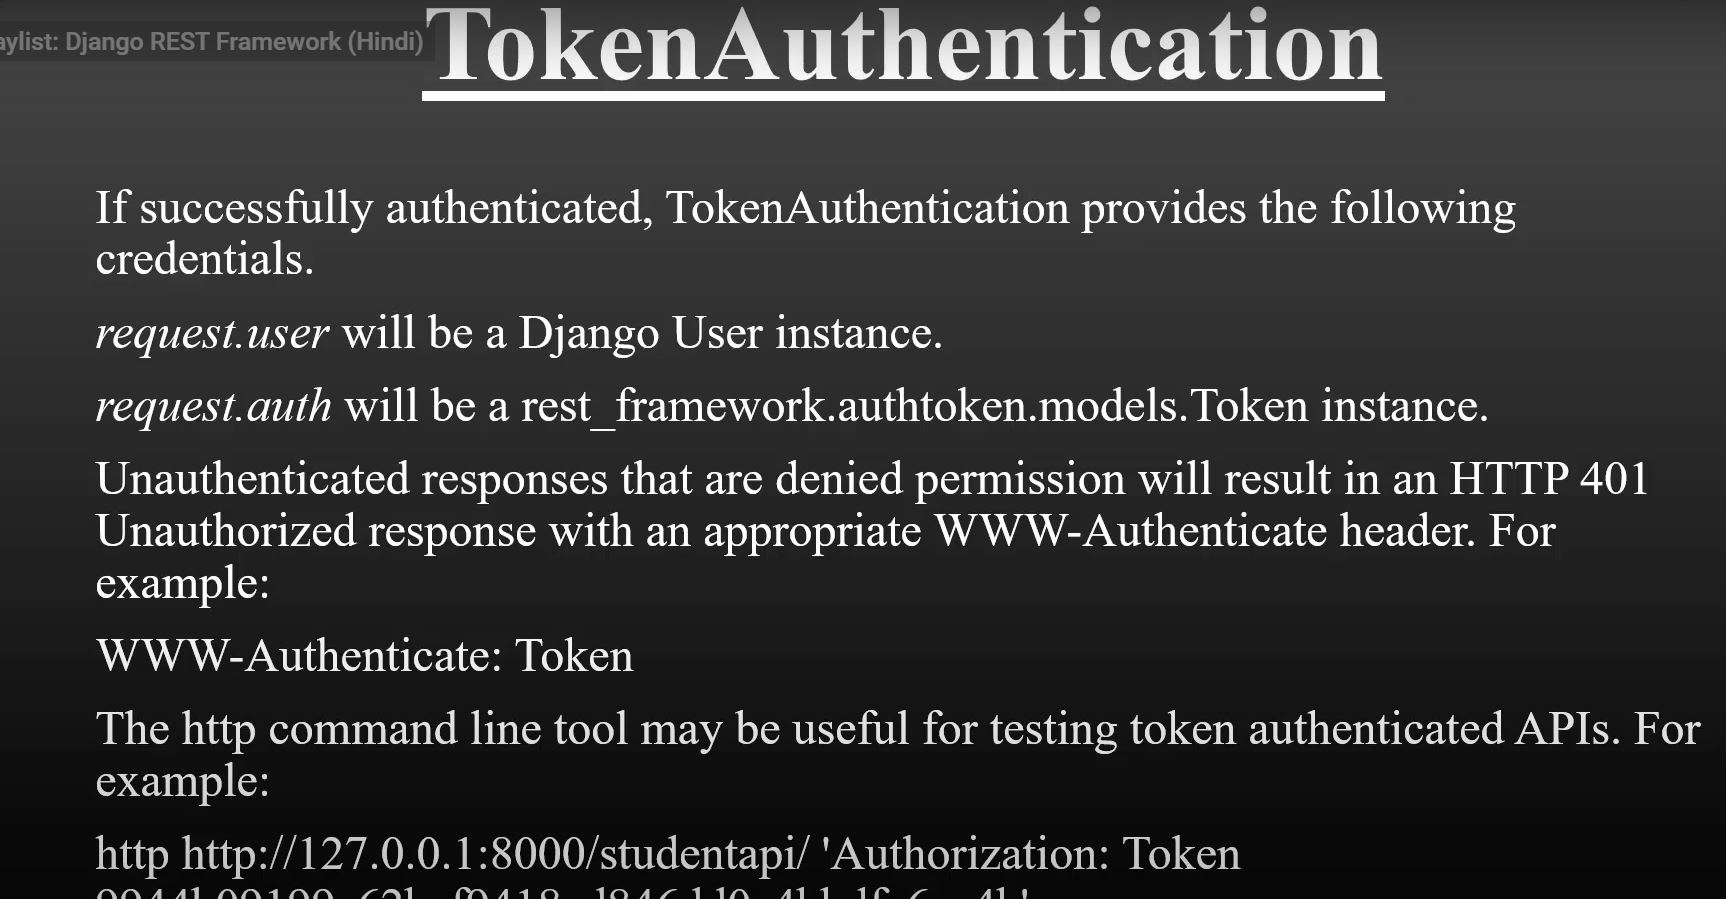 aylist: Django REST Framework (Hindi)
TokenAuthentication
If successfully authenticated, TokenAuthentication provides the following
credentials.
request.user will be a Django User instance.
request.auth will be a rest_framework.authtoken.models.Token instance.
Unauthenticated responses that are denied permission will result in an HTTP 401
Unauthorized response with an appropriate WWW-Authenticate header. For
example:
WWW-Authenticate: Token
The http command line tool may be useful for testing token authenticated APIs. For
example:
http http://127.0.0.1:8000/studentapi/ 'Authorization: Token